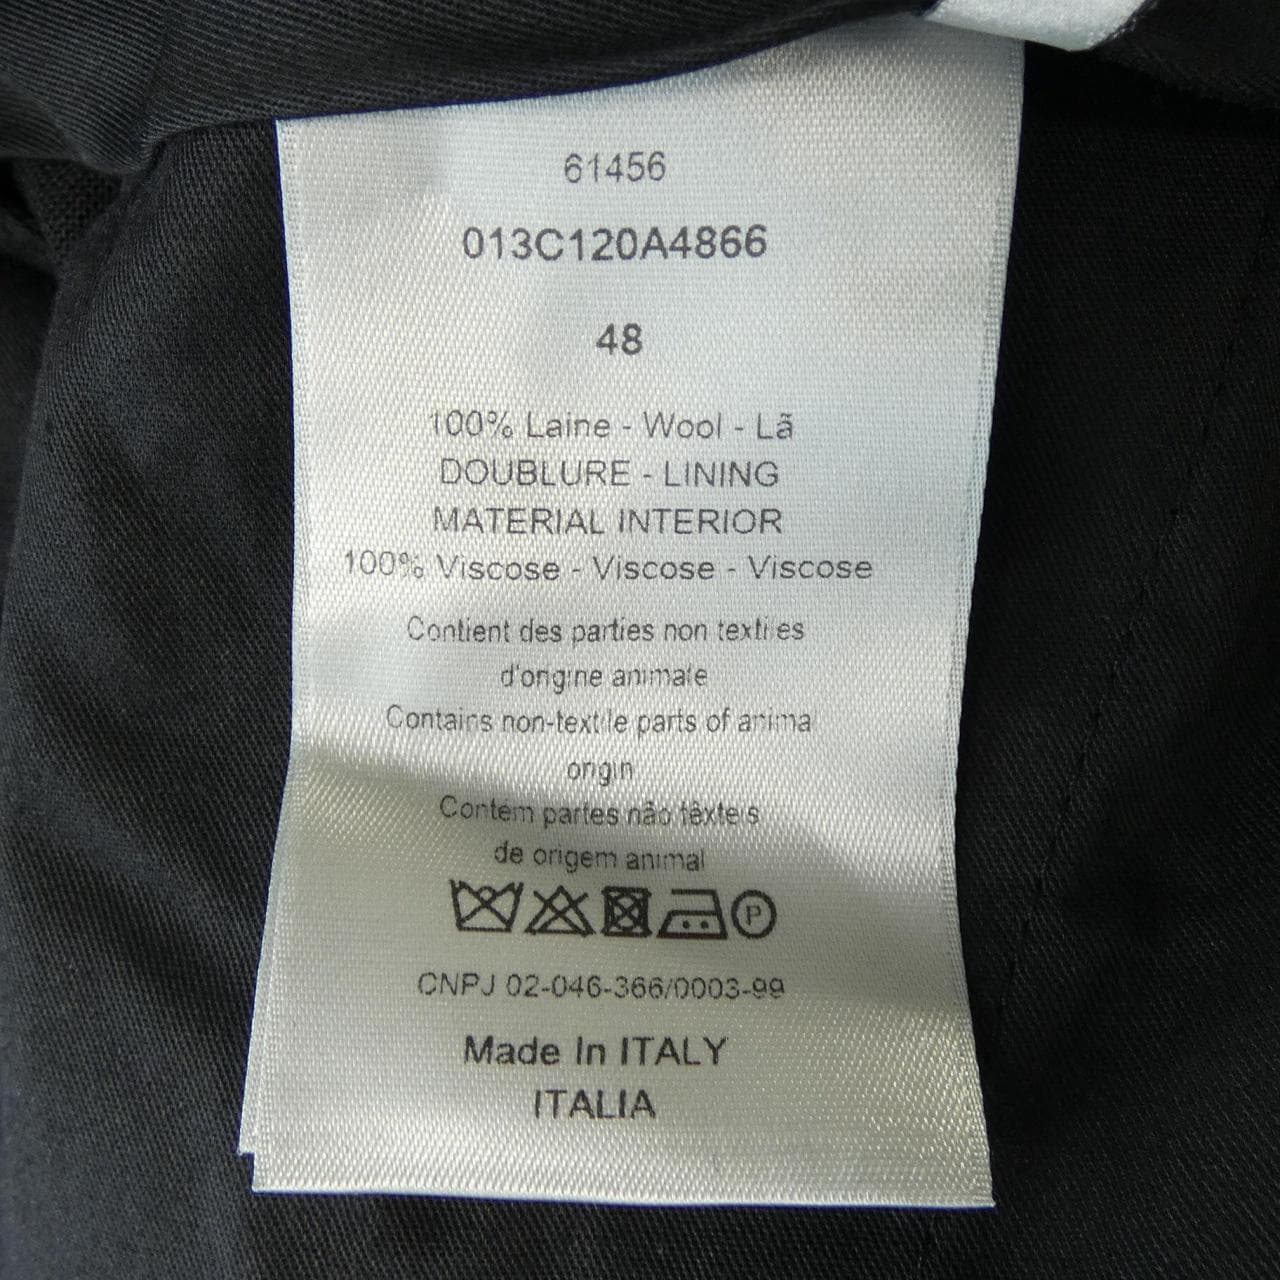 61456
013C120A4866
48
100% Laine - Wool - Lã
DOUBLURE - LINING
MATERIAL INTERIOR
100% Viscose - Viscose - Viscose
Contient des parties non textiles
d'origine animale
Contains non-textile parts of animal
origin
Contém partes não têxteis
de origem animal
P
CNPJ 02-046-366/0003-99
Made In ITALY
ITALIA